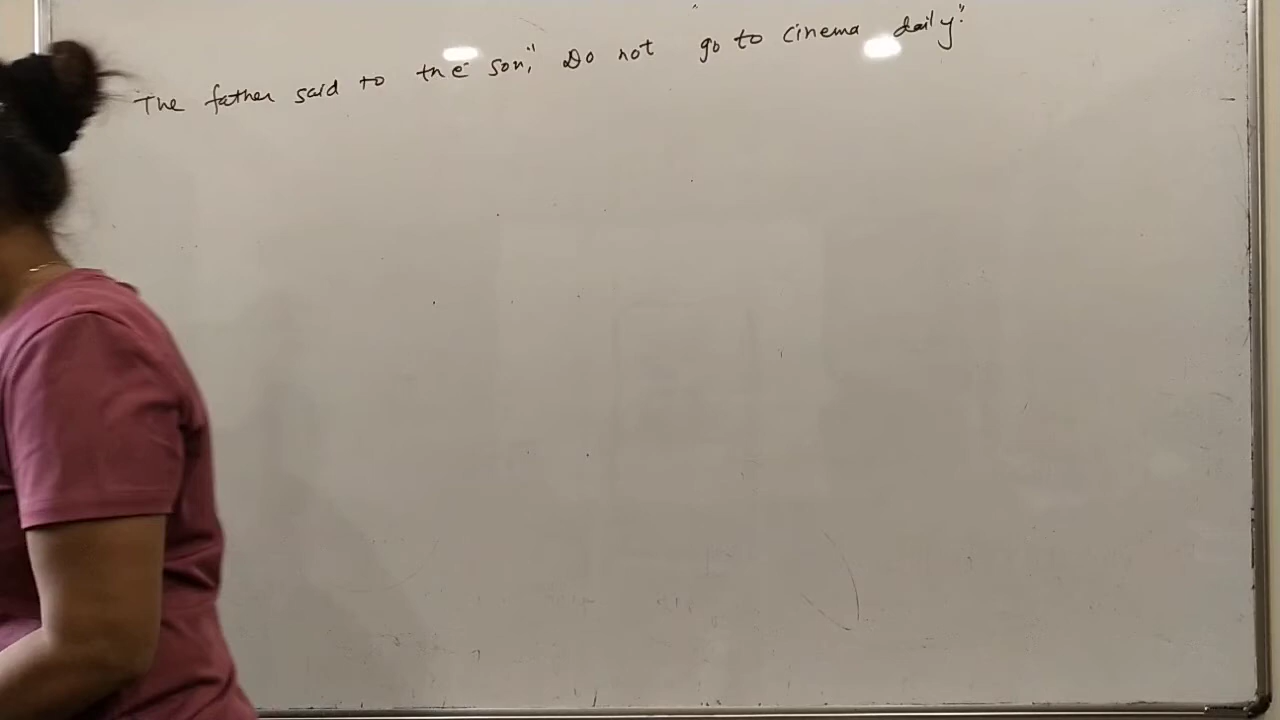 The father said to the son," Do not go to cinema daily."